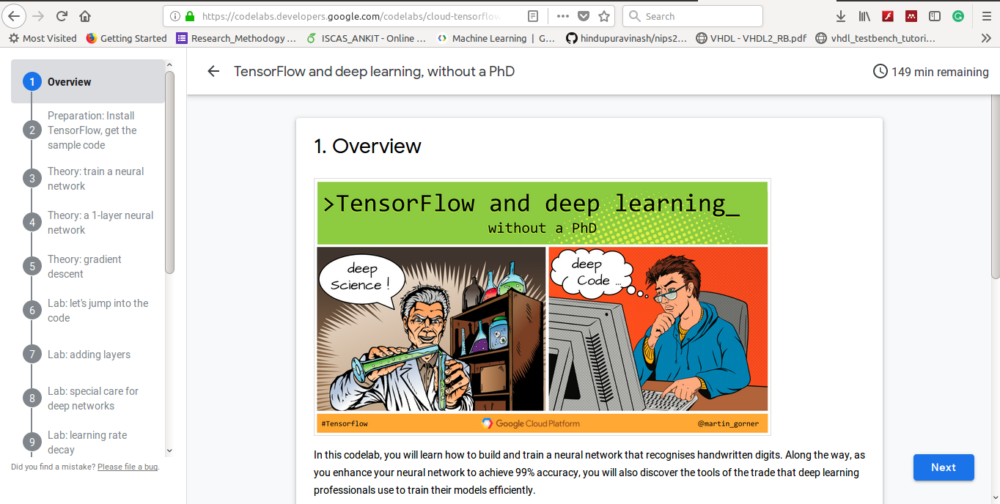 https://codelabs.developers.google.com/codelabs/cloud-tensorflow
Search
Most Visited
Getting Started
Research_Methodogy ...
ISCAS_ANKIT - Online ...
Machine Learning | G...
hindupuravinash/nips2...
VHDL - VHDL2_RB.pdf
vhdl_testbench_tutori...
1 Overview
2 Preparation: Install
TensorFlow, get the
sample code
3 Theory: train a neural
network
4 Theory: a 1-layer neural
network
5 Theory: gradient
descent
6 Lab: let's jump into the
code
7 Lab: adding layers
8 Lab: special care for
deep networks
9 Lab: learning rate
decay
Did you find a mistake? Please file a bug.
TensorFlow and deep learning, without a PhD
149 min remaining
1. Overview
>TensorFlow and deep learning_
without a PhD
deep
Science !
deep
Code ...
#Tensorflow
Google Cloud Platform
@martin_gorner
In this codelab, you will learn how to build and train a neural network that recognises handwritten digits. Along the way, as
you enhance your neural network to achieve 99% accuracy, you will also discover the tools of the trade that deep learning
professionals use to train their models efficiently.
Next